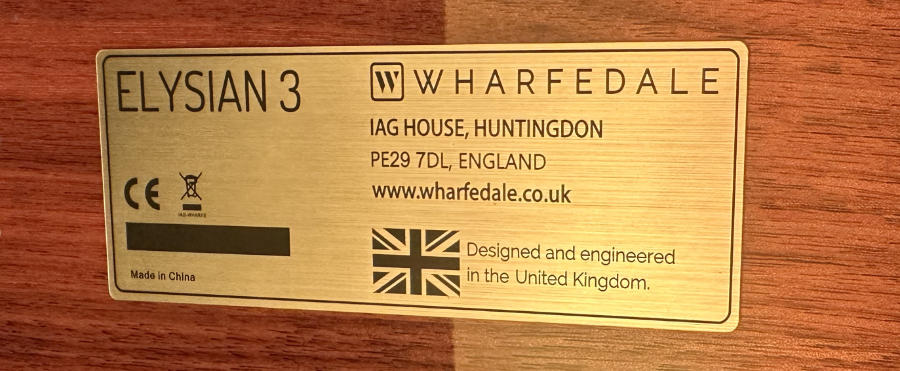 ELYSIAN 3
W WHARFEDALE
IAG HOUSE, HUNTINGDON
PE29 7DL, ENGLAND
www.wharfedale.co.uk
CE
Made in China
Designed and engineered
in the United Kingdom.